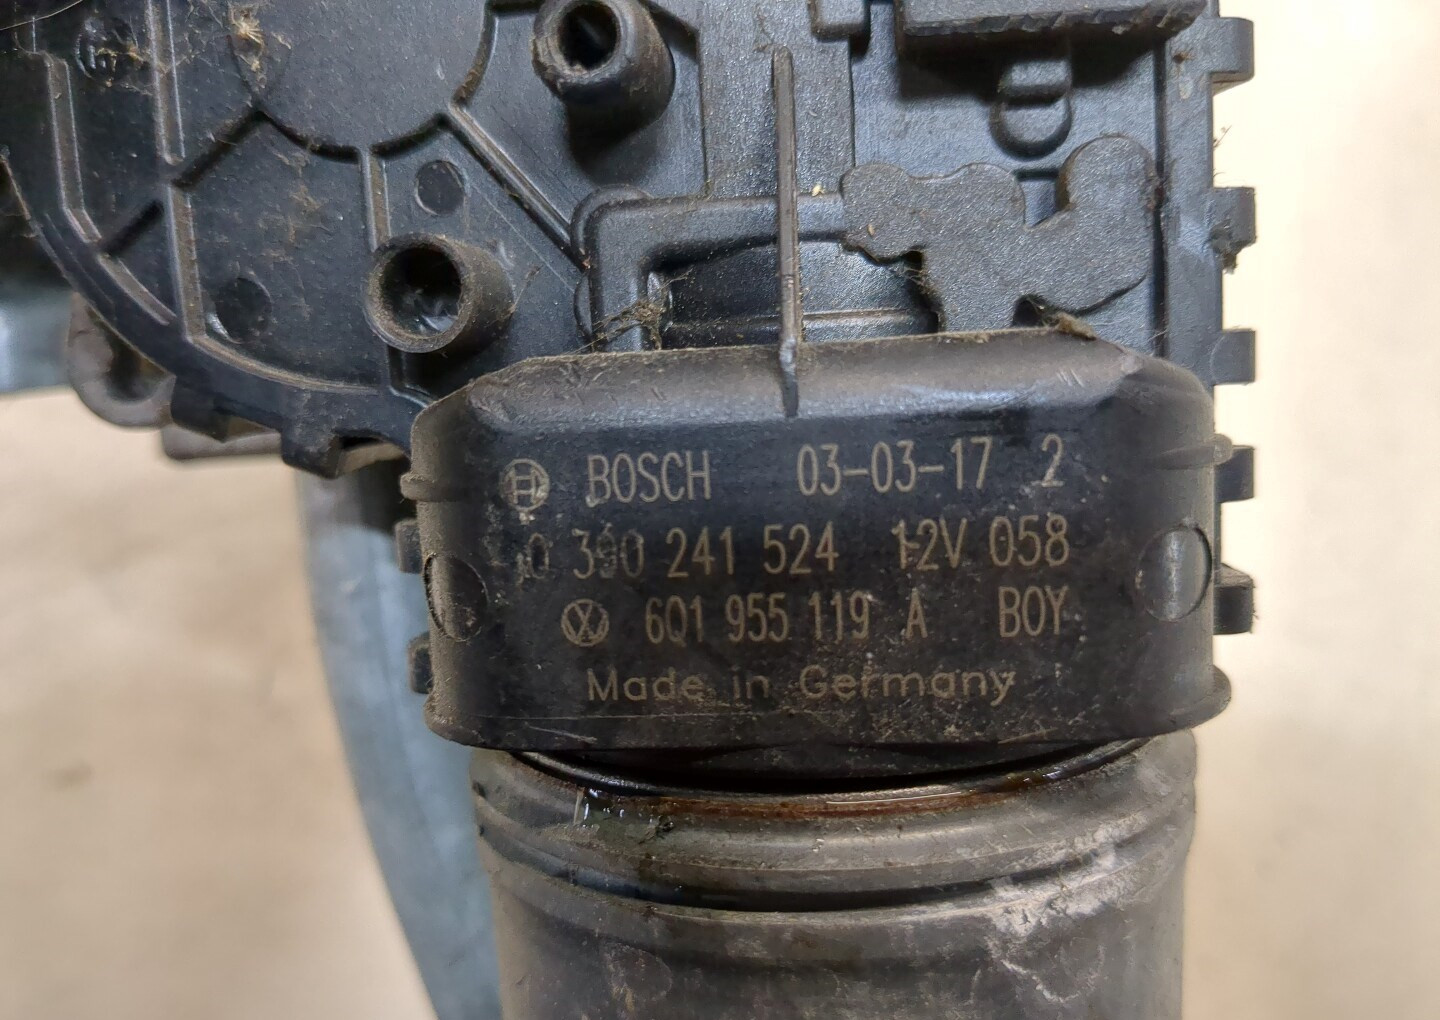 BOSCH 03-03-17 2
0 390 241 524 12V 058
6Q1 955 119 A BOY
Made in Germany